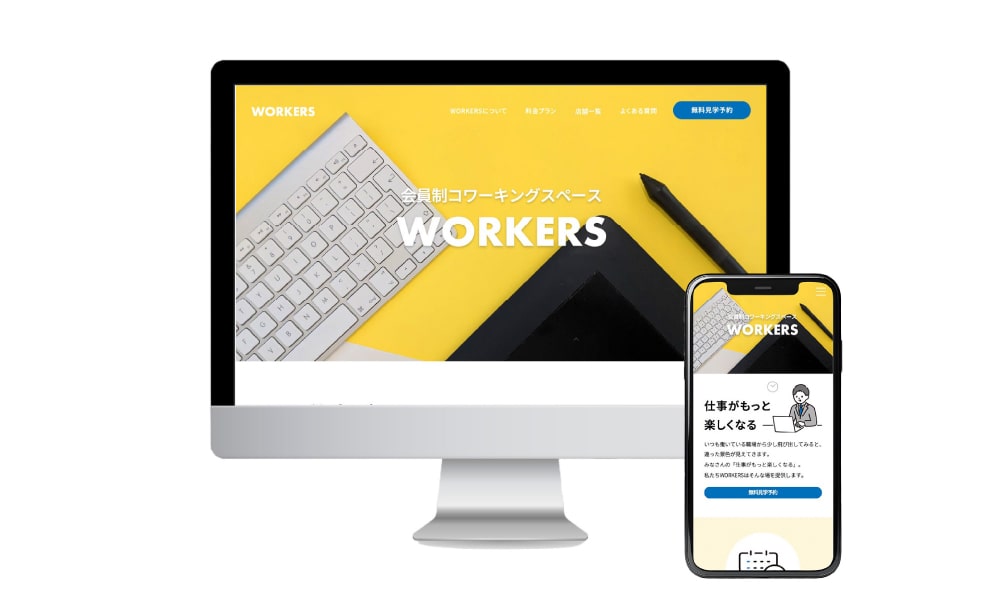 WORKERS
WORKERSについて 料金プラン 店舗一覧 よくある質問 無料見学予約
会員制コワーキングスペース
WORKERS
会員制コワーキングスペース
WORKERS
仕事がもっと
楽しくなる
いつも働いている職場から少し飛び出してみると、
違った景色が見えてきます。
みなさんの「仕事がもっと楽しくなる」。
私たちWORKERSはそんな場を提供します。
無料見学予約